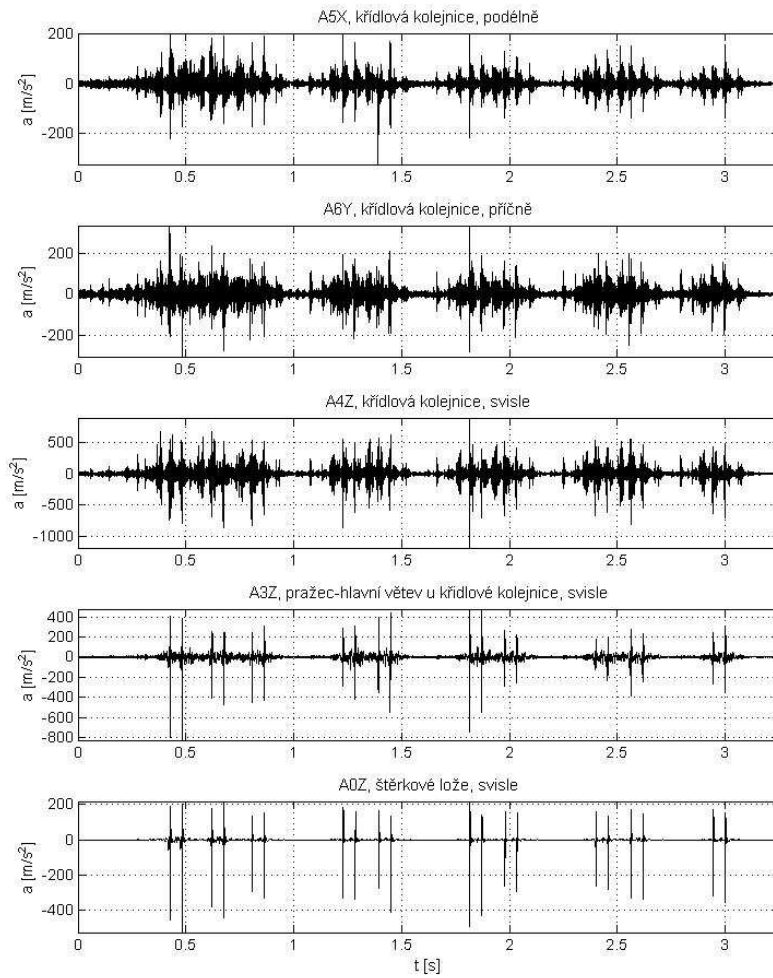 A5X, křídlová kolejnice, podélně
200
0
-200
a [m/s²]
0 0.5 1 1.5 2 2.5 3
A6Y, křídlová kolejnice, příčně
200
0
-200
a [m/s²]
0 0.5 1 1.5 2 2.5 3
A4Z, křídlová kolejnice, svisle
500
0
-500
-1000
a [m/s²]
0 0.5 1 1.5 2 2.5 3
A3Z, pražec-hlavní větev u křídlové kolejnice, svisle
400
200
0
-200
-400
-600
-800
a [m/s²]
0 0.5 1 1.5 2 2.5 3
A0Z, štěrkové lože, svisle
200
0
-200
-400
a [m/s²]
0 0.5 1 1.5 2 2.5 3
t [s]